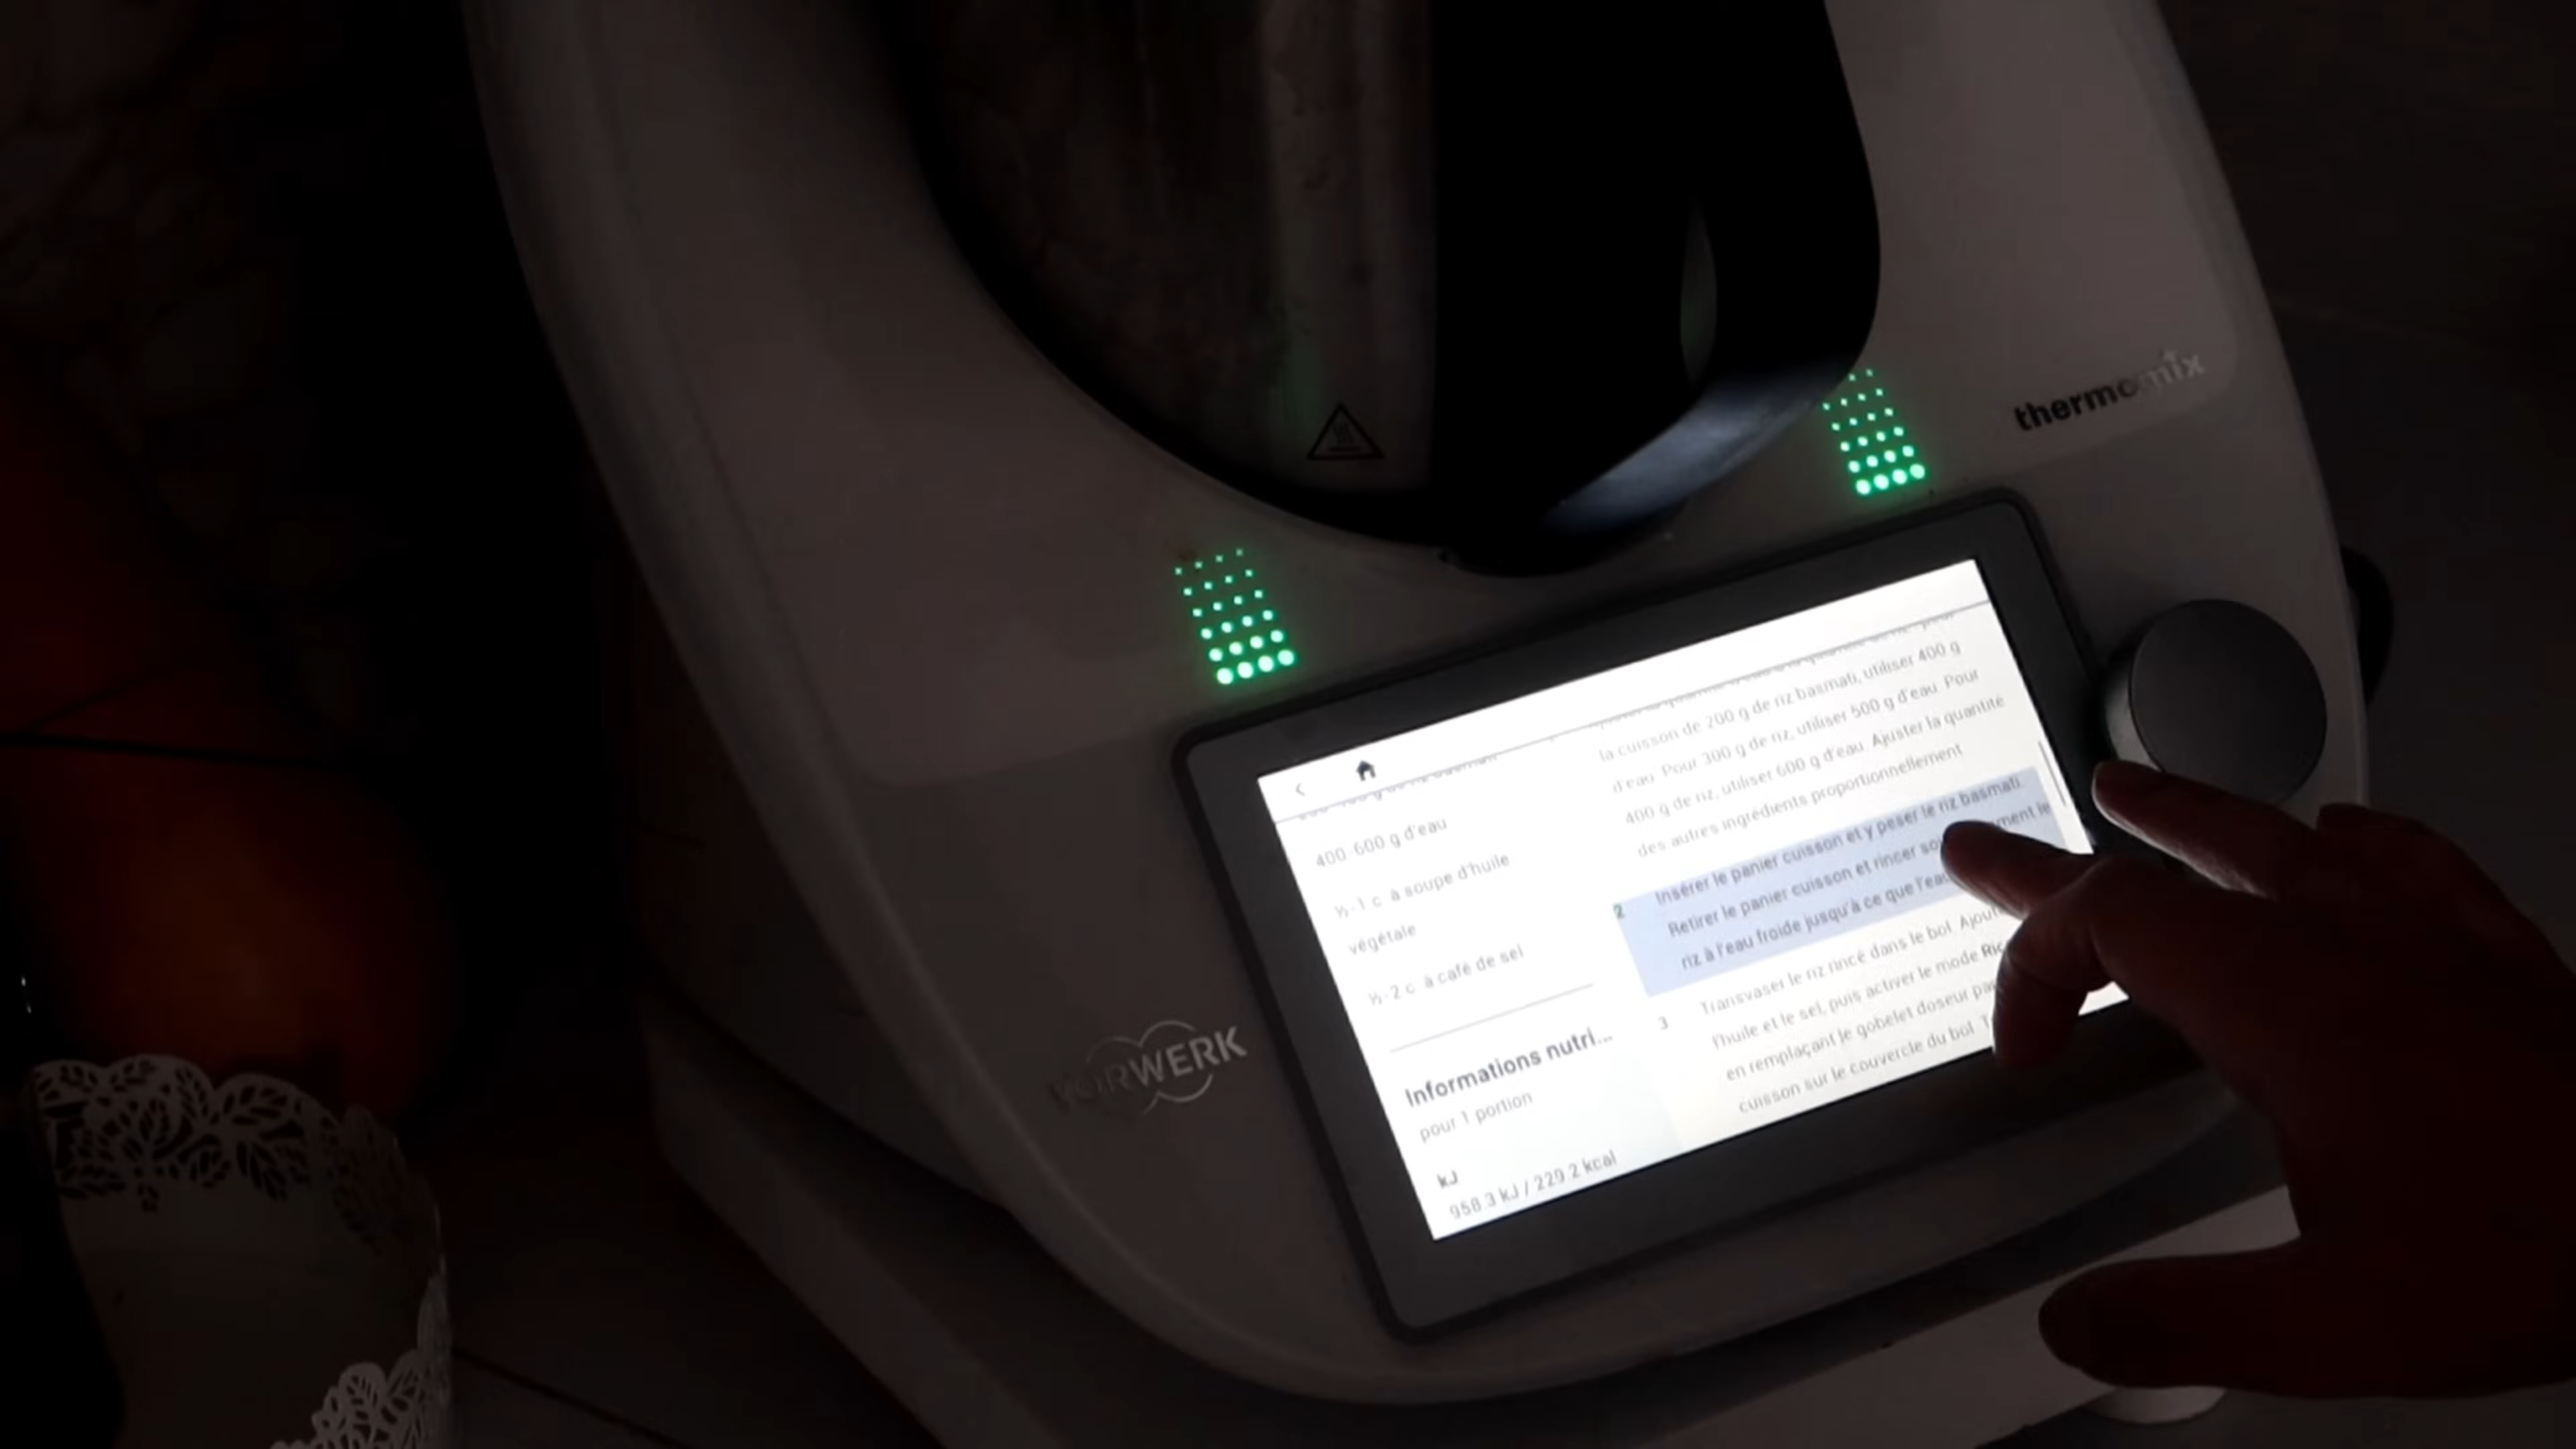 thermomix
400-600 g d'eau
½-1 c. à soupe d'huile
végétale
½-2 c. à café de sel
Informations nutri...
pour 1 portion
kJ
958.3 kJ / 229.2 kcal
la cuisson de 200 g de riz basmati, utiliser 400 g
d'eau. Pour 300 g de riz, utiliser 500 g d'eau. Pour
400 g de riz, utiliser 600 g d'eau. Ajuster la quantité
des autres ingrédients proportionnellement
2 Insérer le panier cuisson et y peser le riz basmati.
Retirer le panier cuisson et rincer le
riz à l'eau froide jusqu'à ce que
3 Transvaser le riz rincé dans le bol.
l'huile et le sel, puis activer le mode
en remplaçant le gobelet doseur
cuisson sur le couvercle du bol.
VORWERK